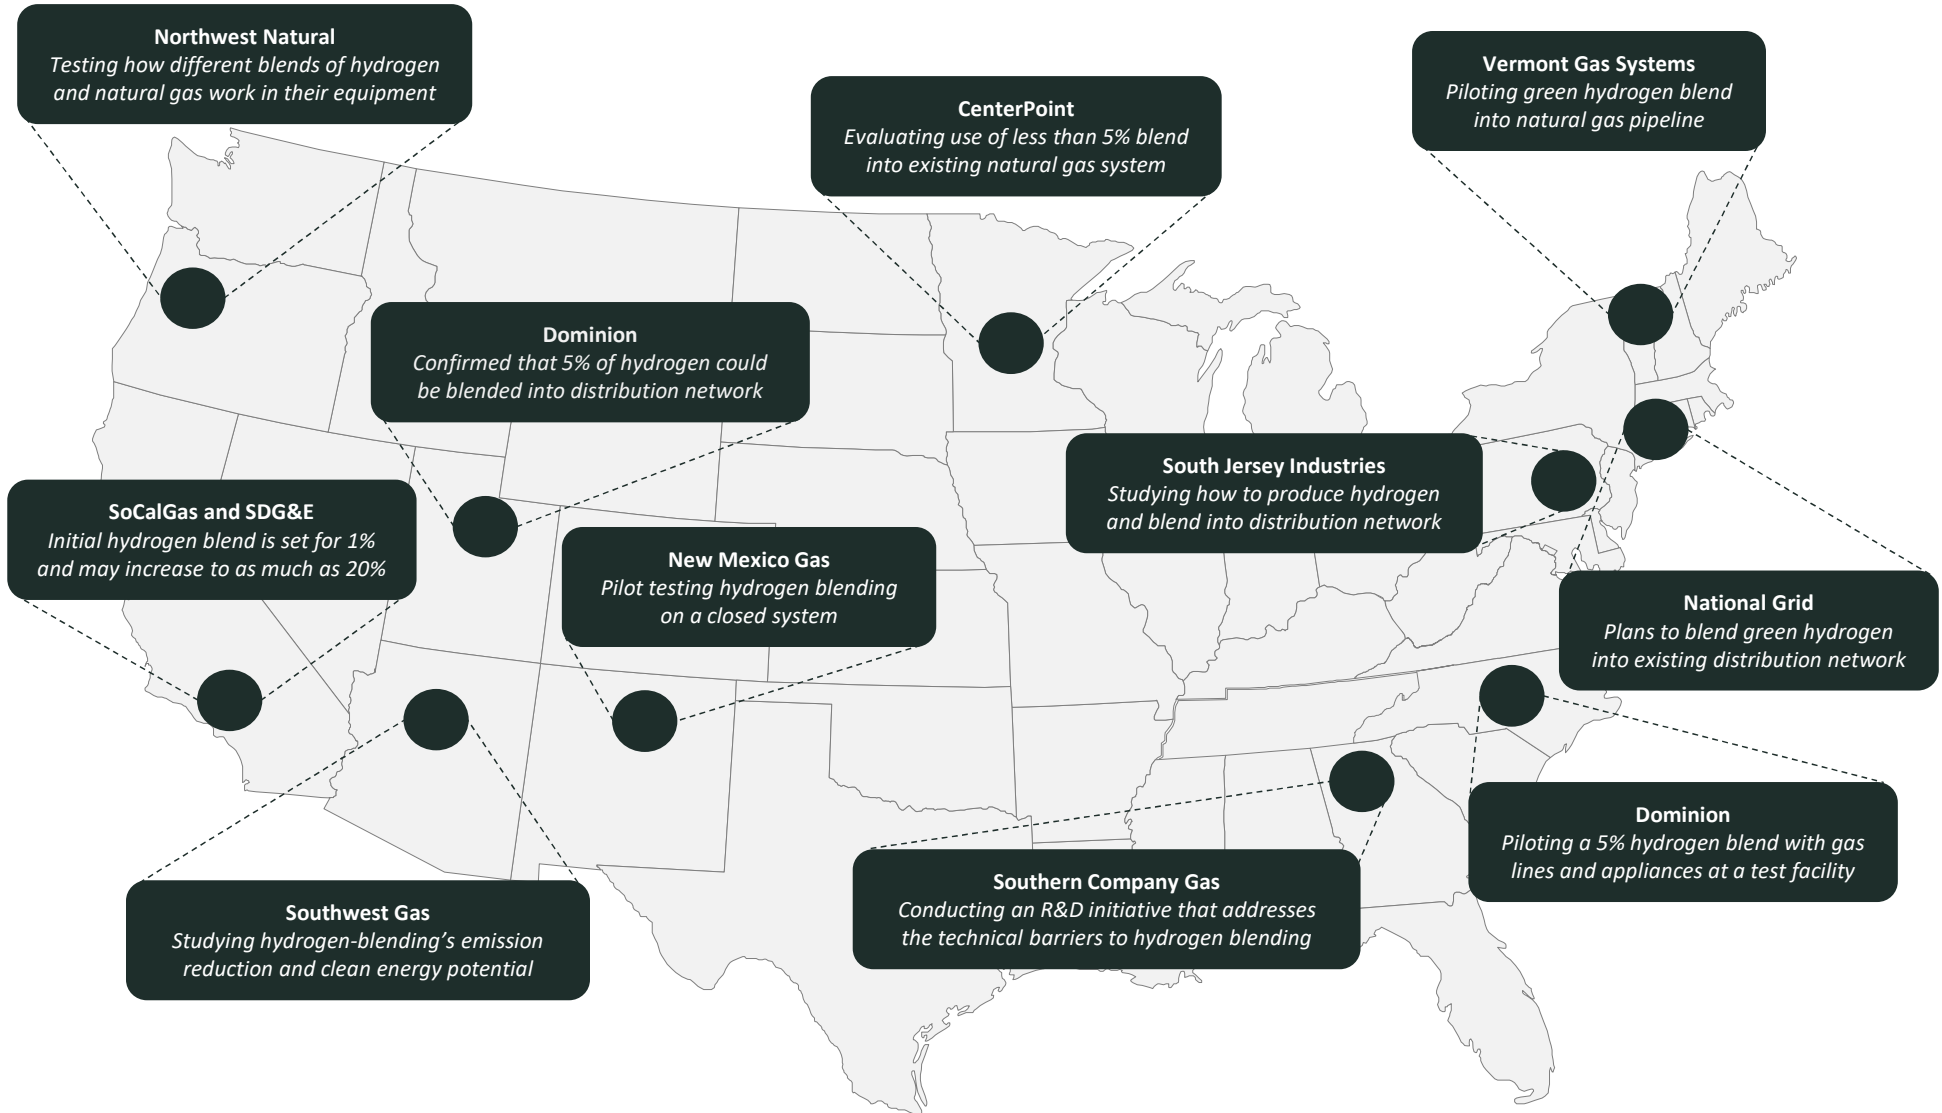 Northwest Natural
Testing how different blends of hydrogen
and natural gas work in their equipment
Vermont Gas Systems
Piloting green hydrogen blend
into natural gas pipeline
CenterPoint
Evaluating use of less than 5% blend
into existing natural gas system
Dominion
Confirmed that 5% of hydrogen could
be blended into distribution network
South Jersey Industries
Studying how to produce hydrogen
and blend into distribution network
SoCalGas and SDG&E
Initial hydrogen blend is set for 1%
and may increase to as much as 20%
New Mexico Gas
Pilot testing hydrogen blending
on a closed system
National Grid
Plans to blend green hydrogen
into existing distribution network
Dominion
Piloting a 5% hydrogen blend with gas
lines and appliances at a test facility
Southern Company Gas
Conducting an R&D initiative that addresses
the technical barriers to hydrogen blending
Southwest Gas
Studying hydrogen-blending’s emission
reduction and clean energy potential